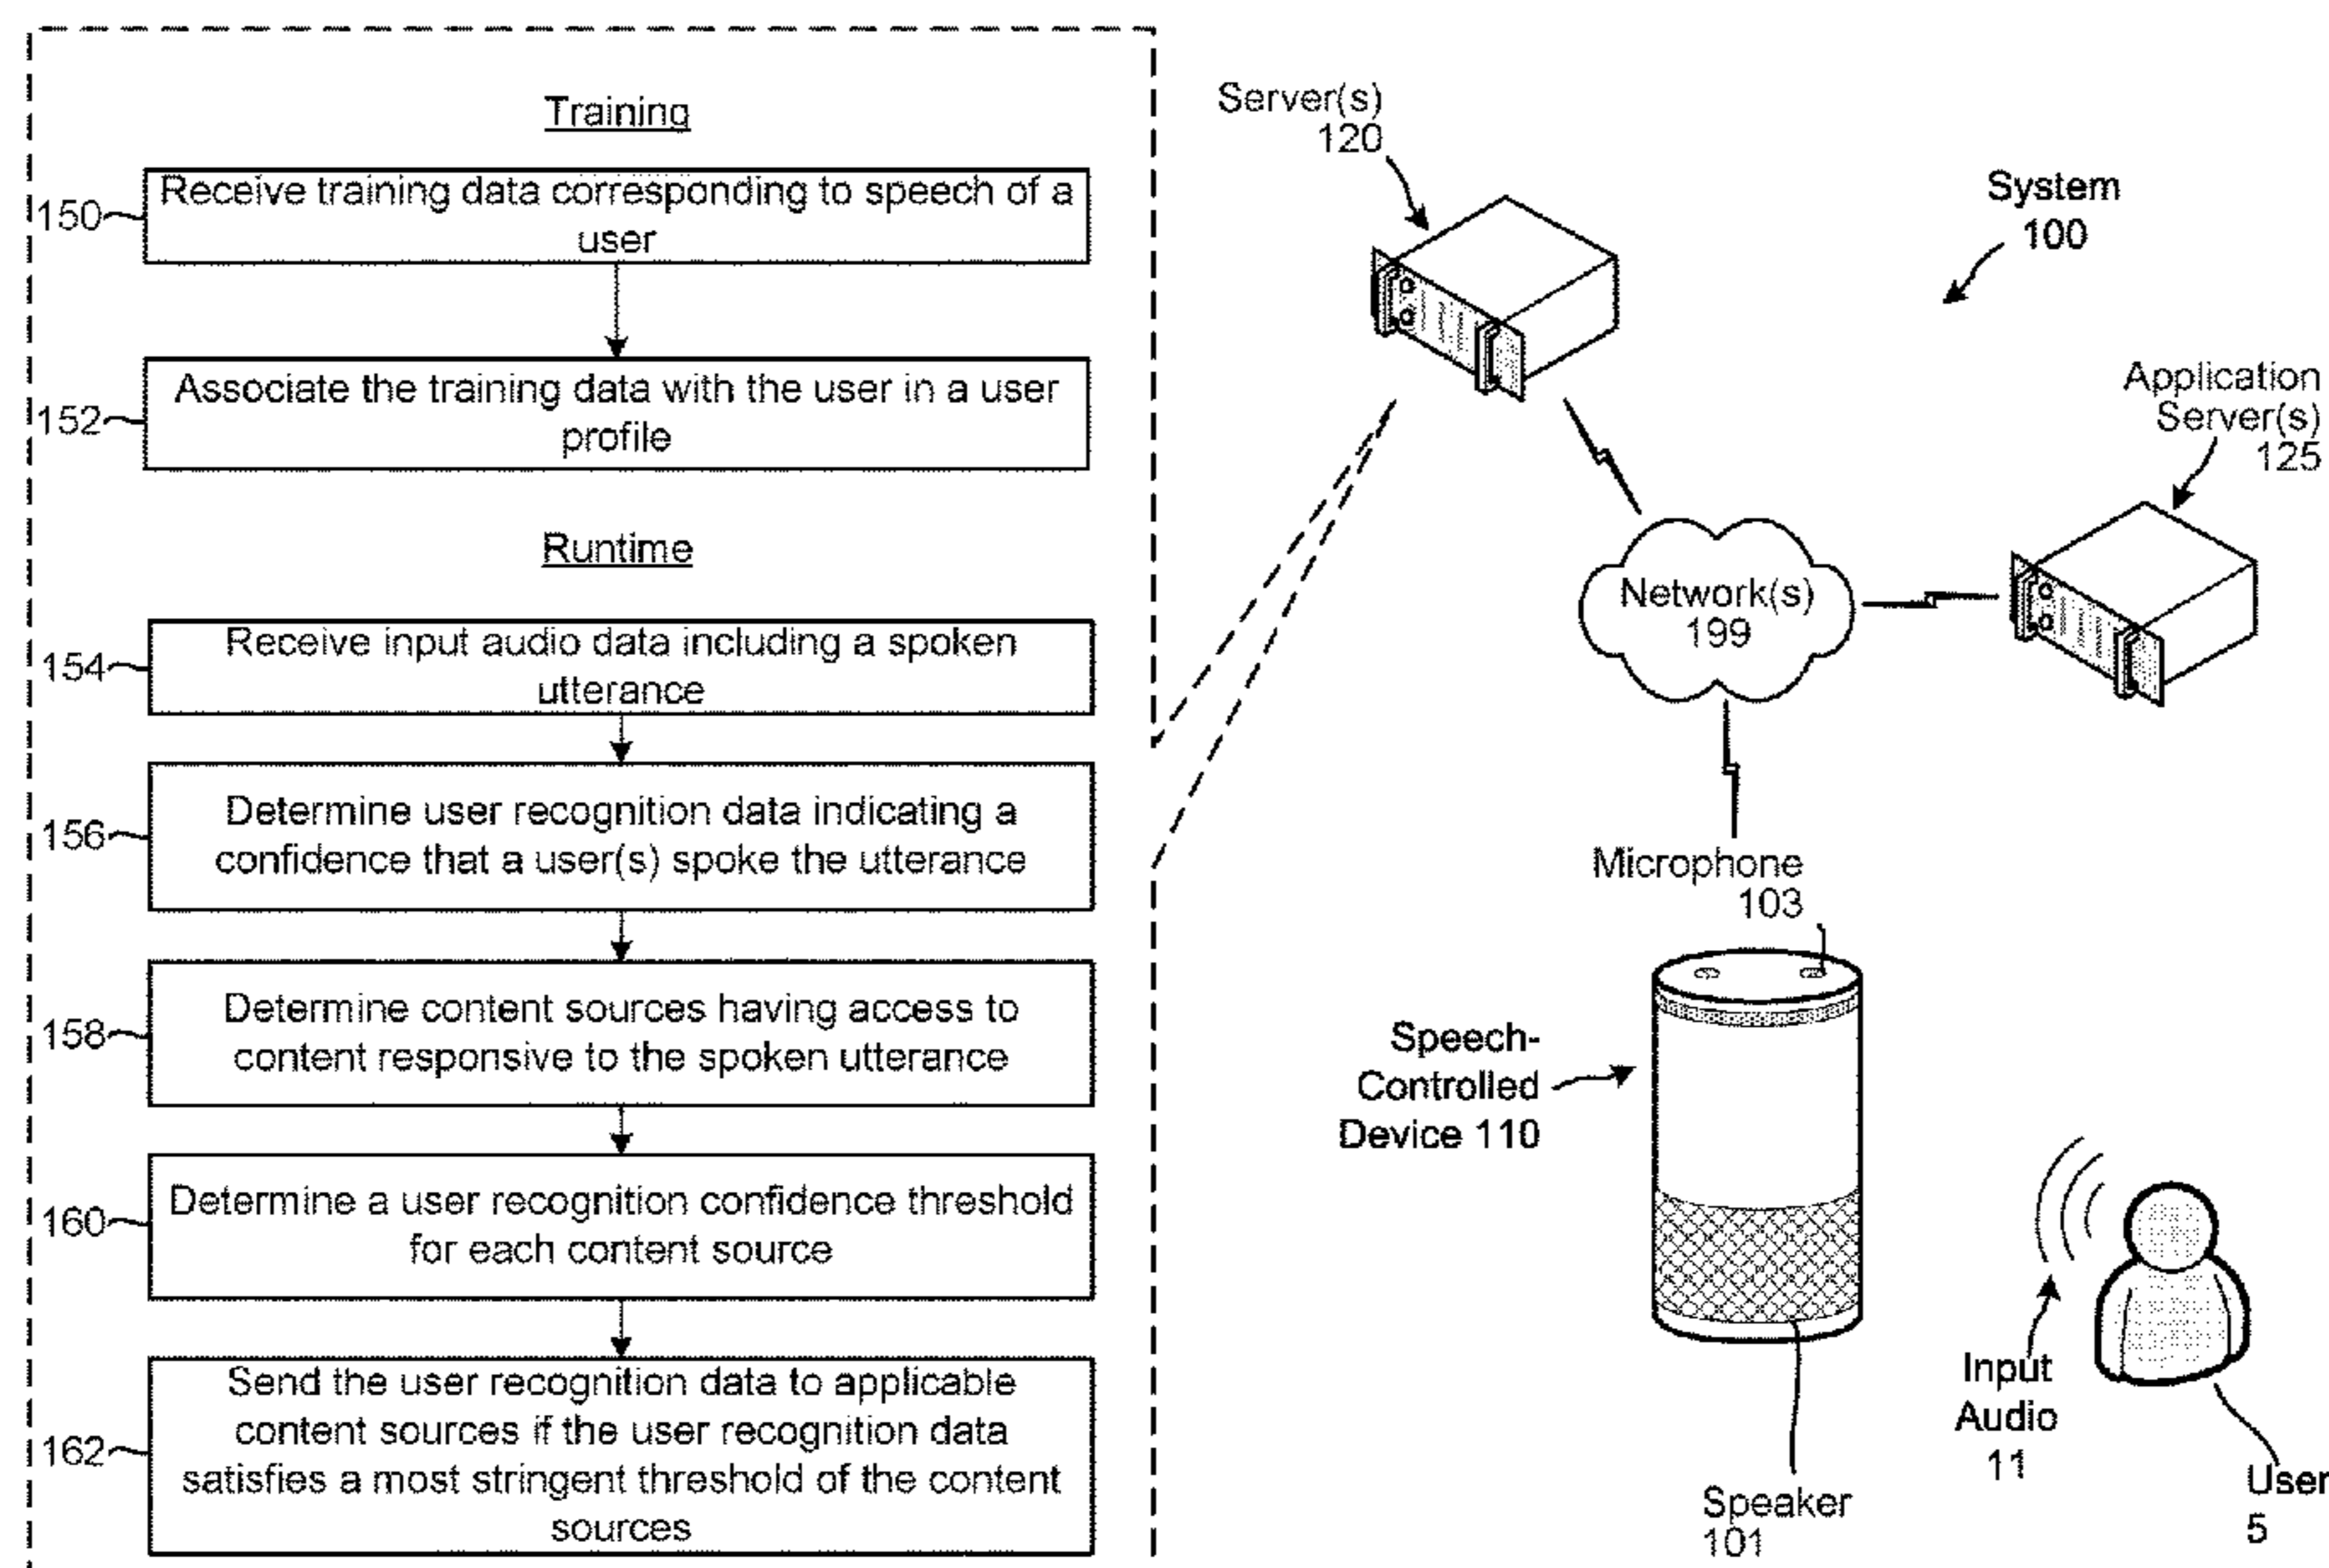 Training
150
Receive training data corresponding to speech of a
user
152
Associate the training data with the user in a user
profile
Runtime
154
Receive input audio data including a spoken
utterance
156
Determine user recognition data indicating a
confidence that a user(s) spoke the utterance
158
Determine content sources having access to
content responsive to the spoken utterance
160
Determine a user recognition confidence threshold
for each content source
162
Send the user recognition data to applicable
content sources if the user recognition data
satisfies a most stringent threshold of the content
sources
Server(s)
120
System
100
Application
Server(s)
125
Network(s)
199
Microphone
103
Speech-
Controlled
Device 110
Input
Audio
11
Speaker
101
User
5